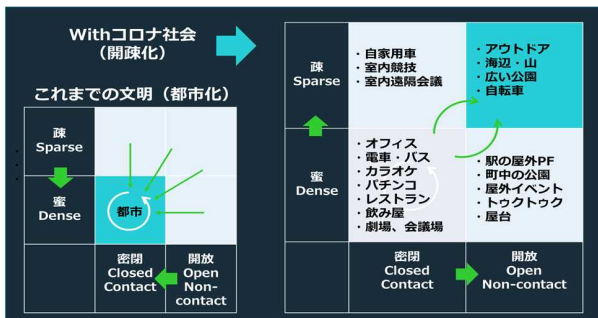 Withコロナ社会
（開疎化）
これまでの文明（都市化）
疎
Sparse
蜜
Dense
都市
密閉
Closed
Contact
開放
Open
Non-
contact
疎
Sparse
・自家用車
・室内競技
・室内遠隔会議
・アウトドア
・海辺・山
・広い公園
・自転車
蜜
Dense
・オフィス
・電車・バス
・カラオケ
・パチンコ
・レストラン
・飲み屋
・劇場、会議場
・駅の屋外PF
・町中の公園
・屋外イベント
・トゥクトゥク
・屋台
密閉
Closed
Contact
開放
Open
Non-contact